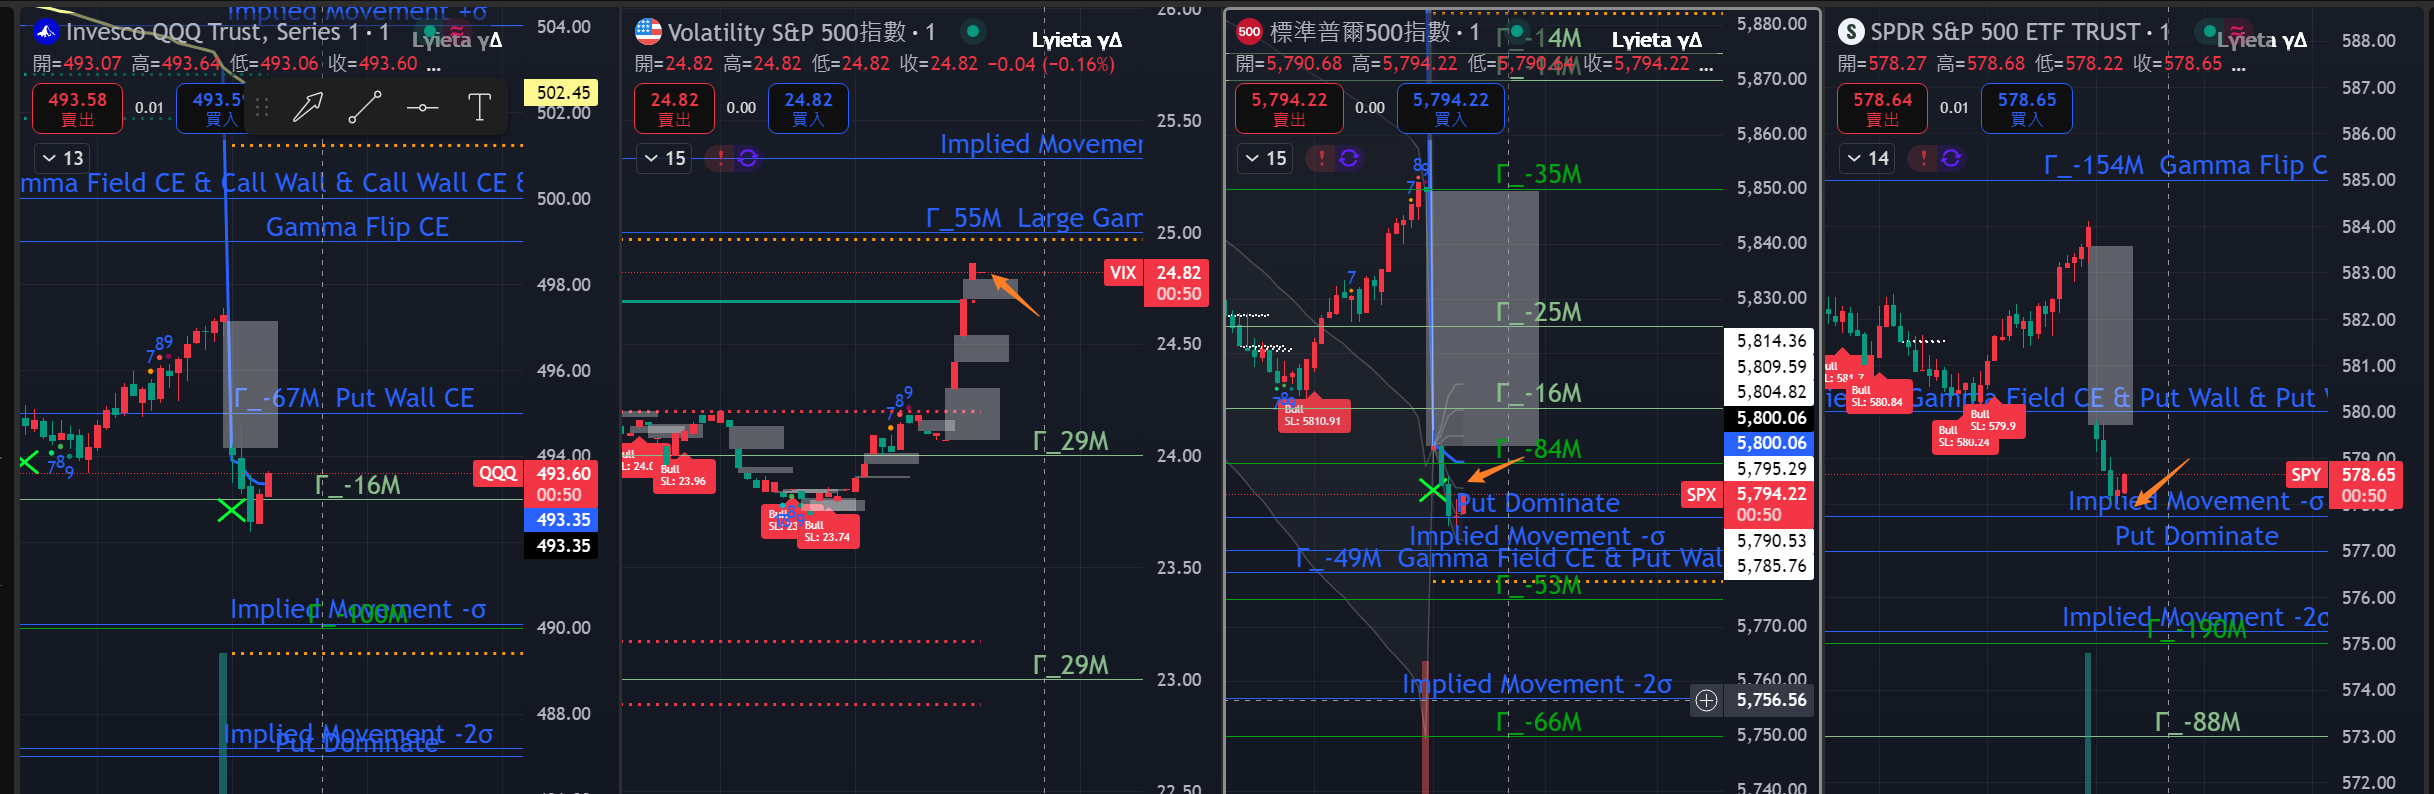 Implied Movement +σ
Invesco QQQ Trust, Series 1 · 1
Lyieta γΔ
開=493.07 高=493.64 低=493.06 收=493.60 ...
493.58
賣出
0.01
買入
T
13
Gamma Flip CE
7
8
9
Γ_-67M Put Wall CE
7
8
9
Γ_-16M
Implied Movement -σ
Γ_-100M
Implied Movement -2σ
Put Dominate
504.00
502.45
502.00
500.00
498.00
496.00
494.00
QQQ
493.60
00:50
493.35
493.35
490.00
488.00
Volatility S&P 500指數 · 1
Lyieta γΔ
開=24.82 高=24.82 低=24.82 收=24.82 −0.04 (−0.16%)
24.82
賣出
0.00
24.82
買入
15
!
Γ_55M Large Gam
Bull
SL: 23.96
7
8
9
Bull
SL: 23.74
Γ_29M
Γ_29M
26.00
25.50
25.00
VIX
24.82
00:50
24.50
24.00
23.50
23.00
22.50
500
標準普爾500指數 · 1
Lyieta γΔ
開=5,790.68 高=5,794.22 低=5,790.64 收=5,794.22 ...
5,794.22
賣出
0.00
5,794.22
買入
15
!
Γ_-14M
Γ_-14M
Γ_-35M
7
8
9
7
Γ_-25M
Bull
SL: 5810.91
Γ_-16M
Γ_-84M
Put Dominate
Implied Movement -σ
Γ_-49M Gamma Field CE & Put Wal
Γ_-53M
Implied Movement -2σ
Γ_-66M
5,880.00
5,870.00
5,860.00
5,850.00
5,840.00
5,830.00
5,814.36
5,809.59
5,804.82
5,800.06
5,800.06
5,795.29
SPX
5,794.22
00:50
5,790.53
5,785.76
5,770.00
5,760.00
5,756.56
5,750.00
5,740.00
S
SPDR S&P 500 ETF TRUST · 1
Lyieta γΔ
開=578.27 高=578.68 低=578.22 收=578.65 ...
578.64
賣出
0.01
578.65
買入
14
!
Γ_-154M Gamma Flip C
Bull
SL: 580.84
Bull
SL: 580.24
Bull
SL: 579.9
Gamma Field CE & Put Wall & Put
Implied Movement -σ
Put Dominate
Implied Movement -2σ
Γ_-190M
Γ_-88M
588.00
587.00
586.00
585.00
584.00
583.00
582.00
581.00
580.00
579.00
SPY
578.65
00:50
577.00
576.00
575.00
574.00
573.00
572.00